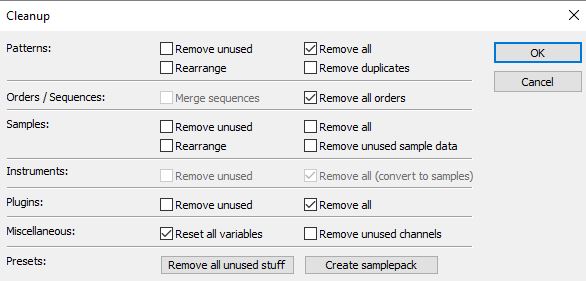 Cleanup
Patterns: Remove unused Remove all OK
Rearrange Remove duplicates Cancel
Orders / Sequences: Merge sequences Remove all orders
Samples: Remove unused Remove all
Rearrange Remove unused sample data
Instruments: Remove unused Remove all (convert to samples)
Plugins: Remove unused Remove all
Miscellaneous: Reset all variables Remove unused channels
Presets: Remove all unused stuff Create samplepack